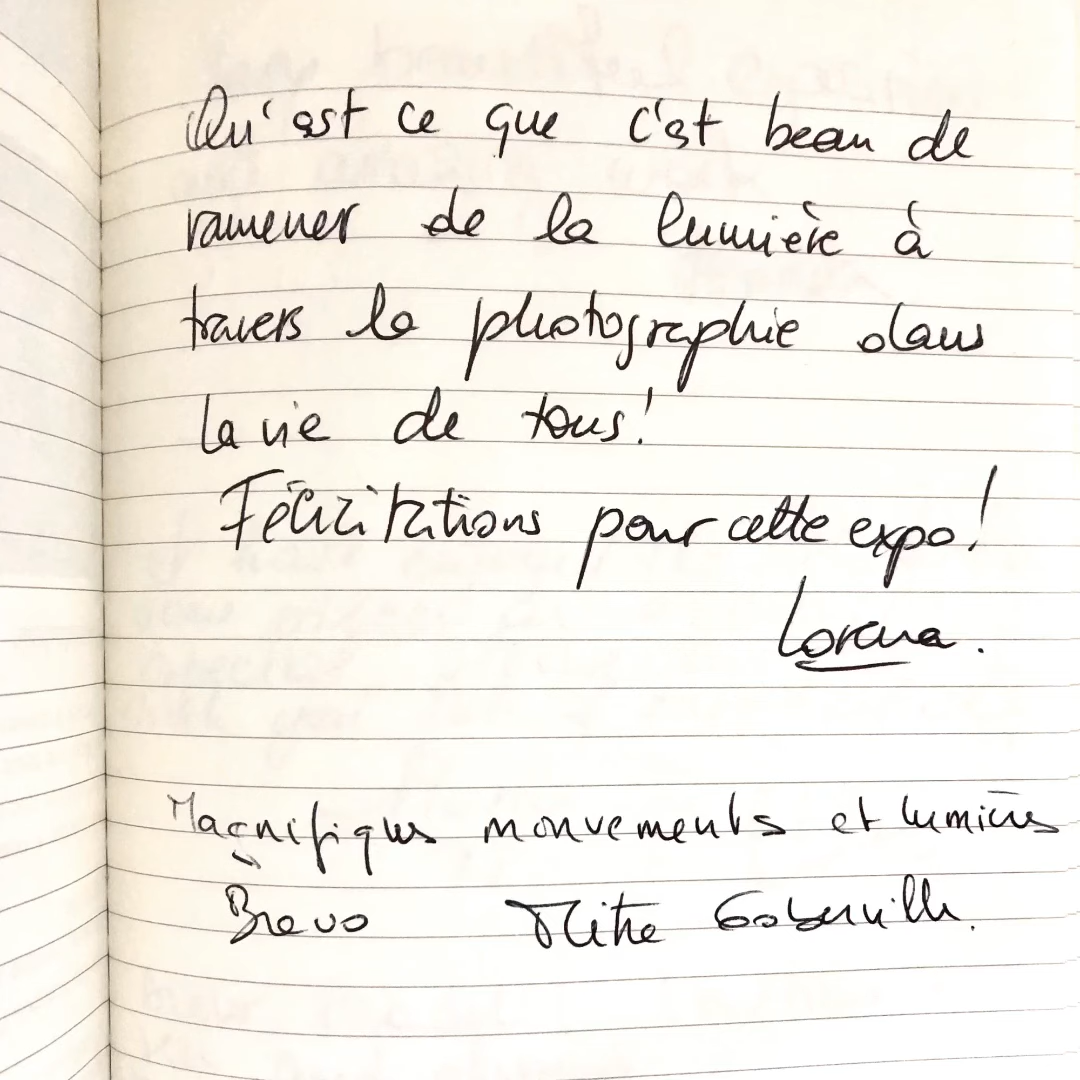 Qu'est ce que c'est beau de
ramener de la lumière à
travers la photographie dans
la vie de tous!
Félicitations pour cette expo!
Lorena.
Magnifiques mouvements et lumières
Bravo